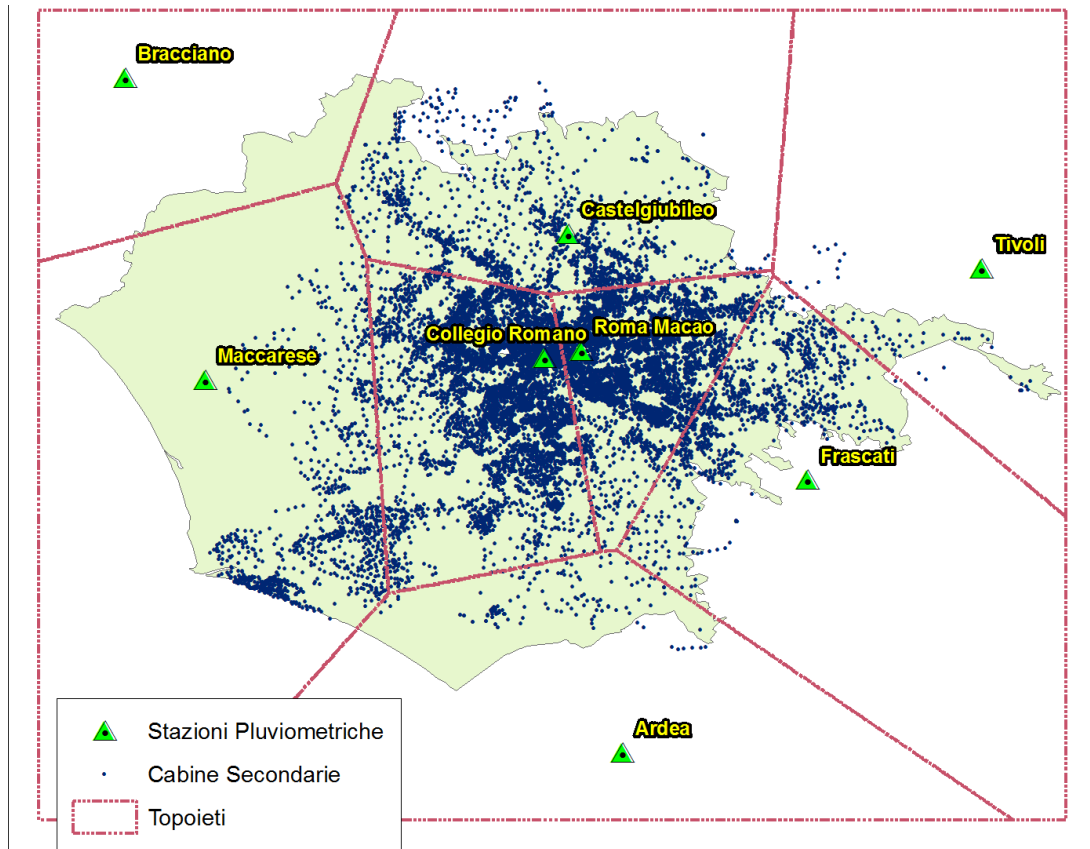 Bracciano
Castelgiubileo
Tivoli
Collegio Romano
Roma Macao
Maccarese
Frascati
Ardea
Stazioni Pluviometriche
Cabine Secondarie
Topoieti